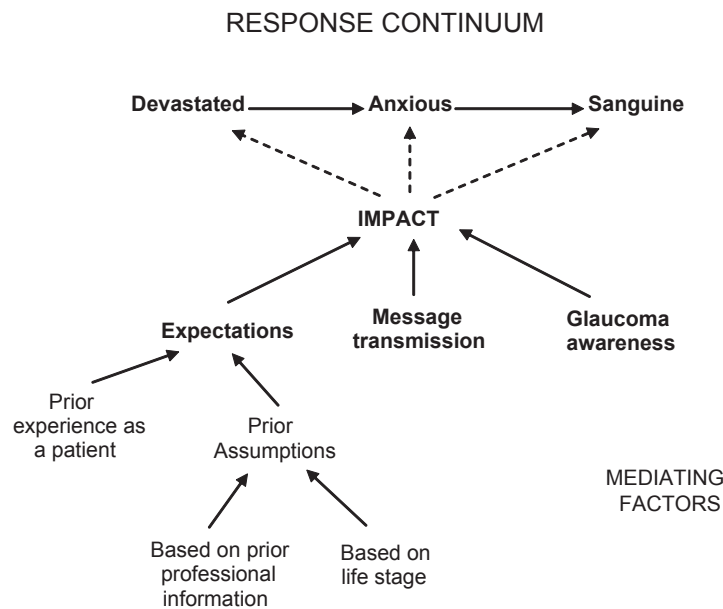 RESPONSE CONTINUUM
Devastated Anxious Sanguine
IMPACT
Expectations
Message
transmission
Glaucoma
awareness
Prior
experience as
a patient
Prior
Assumptions
MEDIATING
FACTORS
Based on prior
professional
information
Based on
life stage